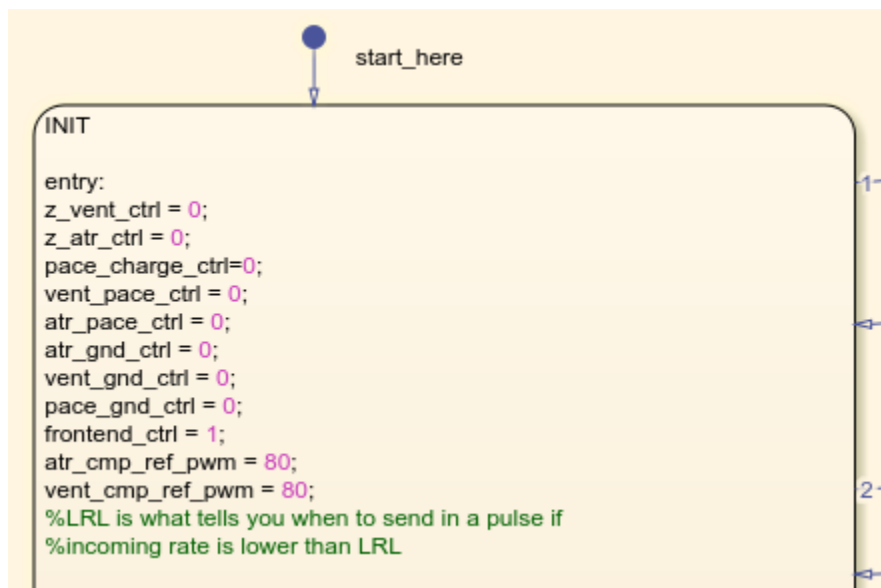 start_here
INIT
entry:
z_vent_ctrl = 0;
z_atr_ctrl = 0;
pace_charge_ctrl=0;
vent_pace_ctrl = 0;
atr_pace_ctrl = 0;
atr_gnd_ctrl = 0;
vent_gnd_ctrl = 0;
pace_gnd_ctrl = 0;
frontend_ctrl = 1;
atr_cmp_ref_pwm = 80;
vent_cmp_ref_pwm = 80;
%LRL is what tells you when to send in a pulse if
%incoming rate is lower than LRL
1
2